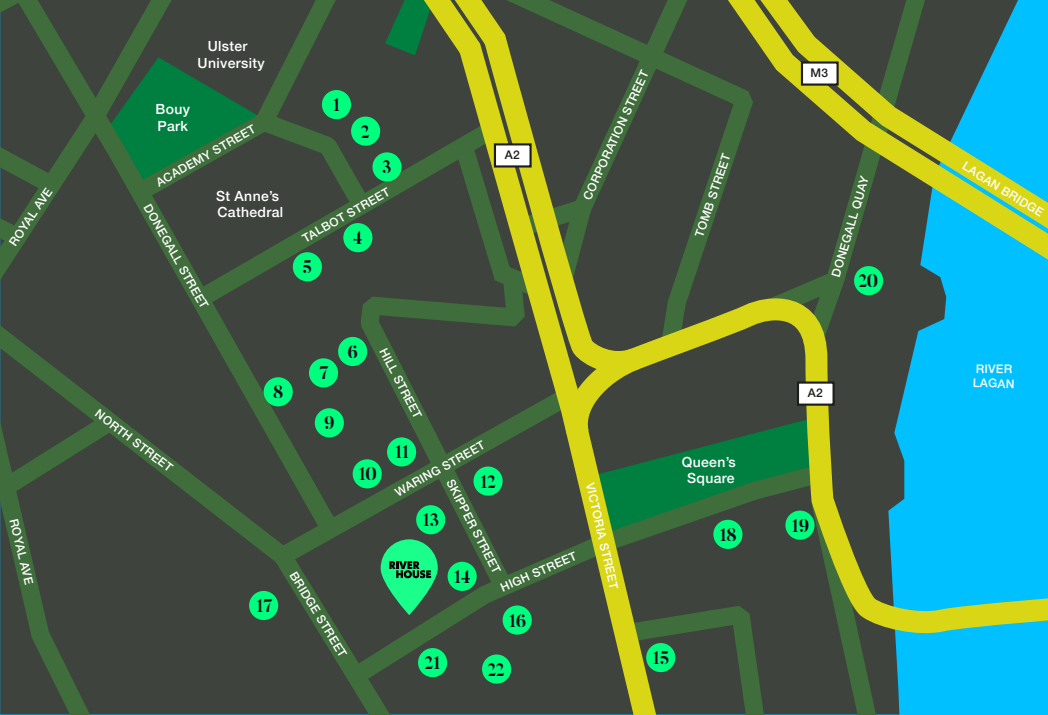 Ulster
University
M3
1
Bouy
Park
2
CORPORATION STREET
ACADEMY STREET
A2
3
TOMB STREET
LAGAN BRIDGE
ROYAL AVE
St Anne's
Cathedral
TALBOT STREET
DONEGALL QUAY
DONEGALL STREET
4
5
20
6
7
HILL STREET
RIVER
LAGAN
8
A2
9
NORTH STREET
11
10
WARING STREET
Queen's
Square
12
SKIPPER STREET
VICTORIA STREET
13
18
19
ROYAL AVE
RIVER
HOUSE
14
HIGH STREET
BRIDGE STREET
17
16
15
21
22